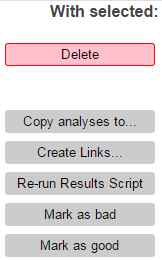 With selected:
Delete
Copy analyses to...
Create Links...
Re-run Results Script
Mark as bad
Mark as good